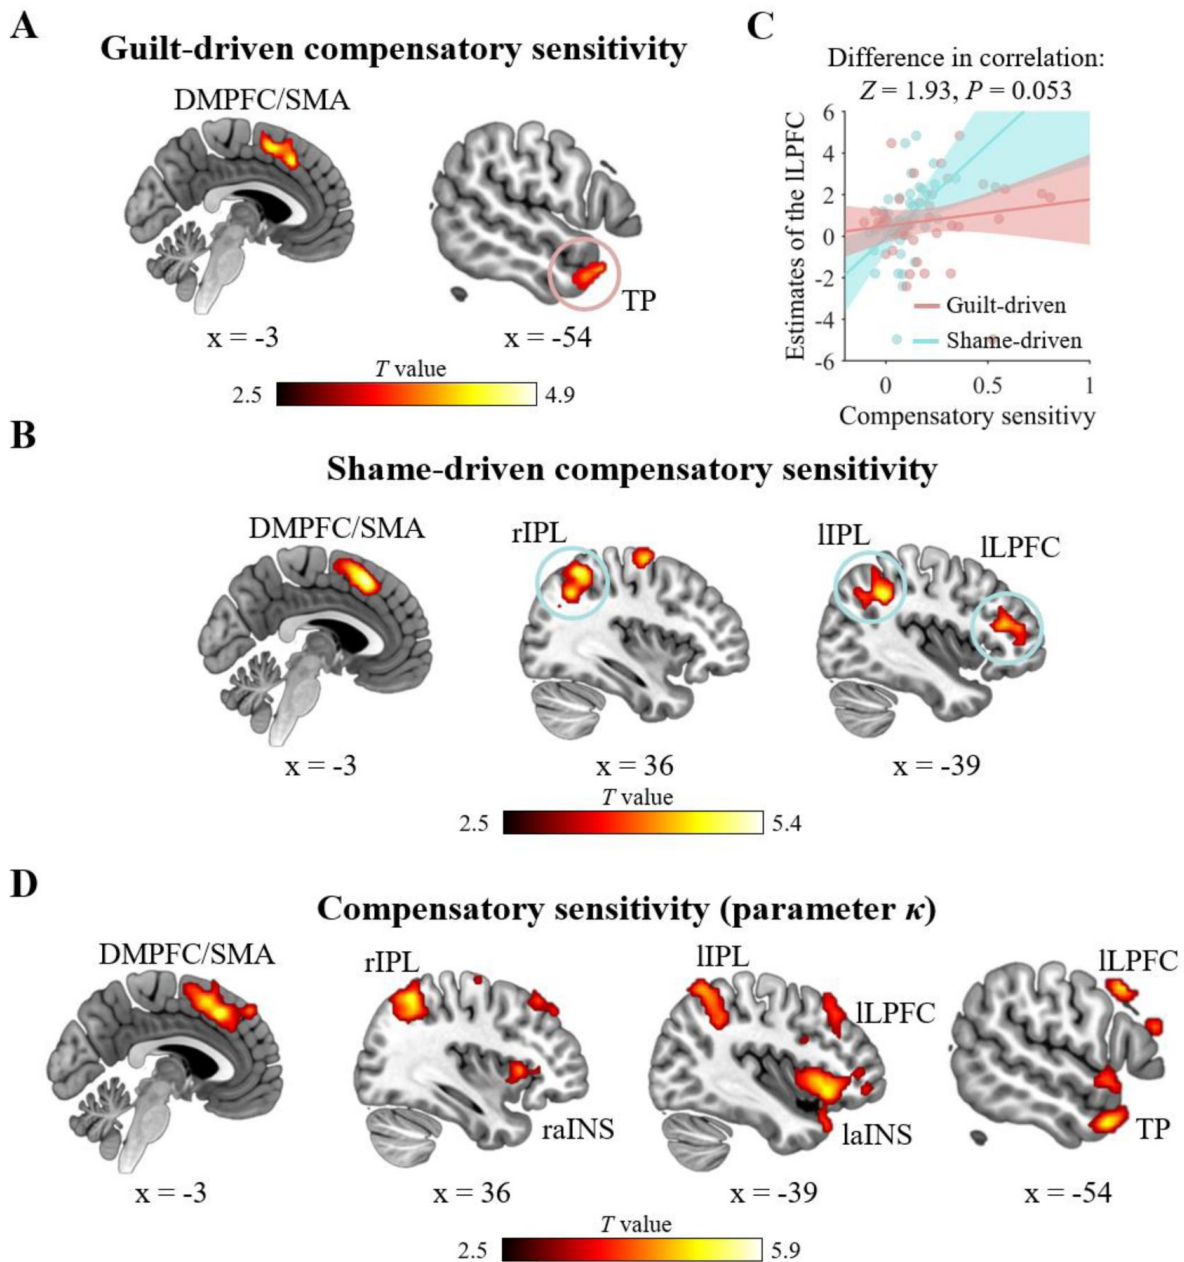 A
Guilt-driven compensatory sensitivity
DMPFC/SMA
TP
x = -3
x = -54
T value
2.5
4.9
C
Difference in correlation:
Z = 1.93, P = 0.053
Estimates of the lLPFC
6
4
2
0
-2
-4
-6
Guilt-driven
Shame-driven
0
0.5
1
Compensatory sensitivy
B
Shame-driven compensatory sensitivity
DMPFC/SMA
rIPL
lIPL
lLPFC
x = -3
x = 36
x = -39
T value
2.5
5.4
D
Compensatory sensitivity (parameter κ)
DMPFC/SMA
rIPL
lIPL
lLPFC
lLPFC
raINS
laINS
TP
x = -3
x = 36
x = -39
x = -54
T value
2.5
5.9